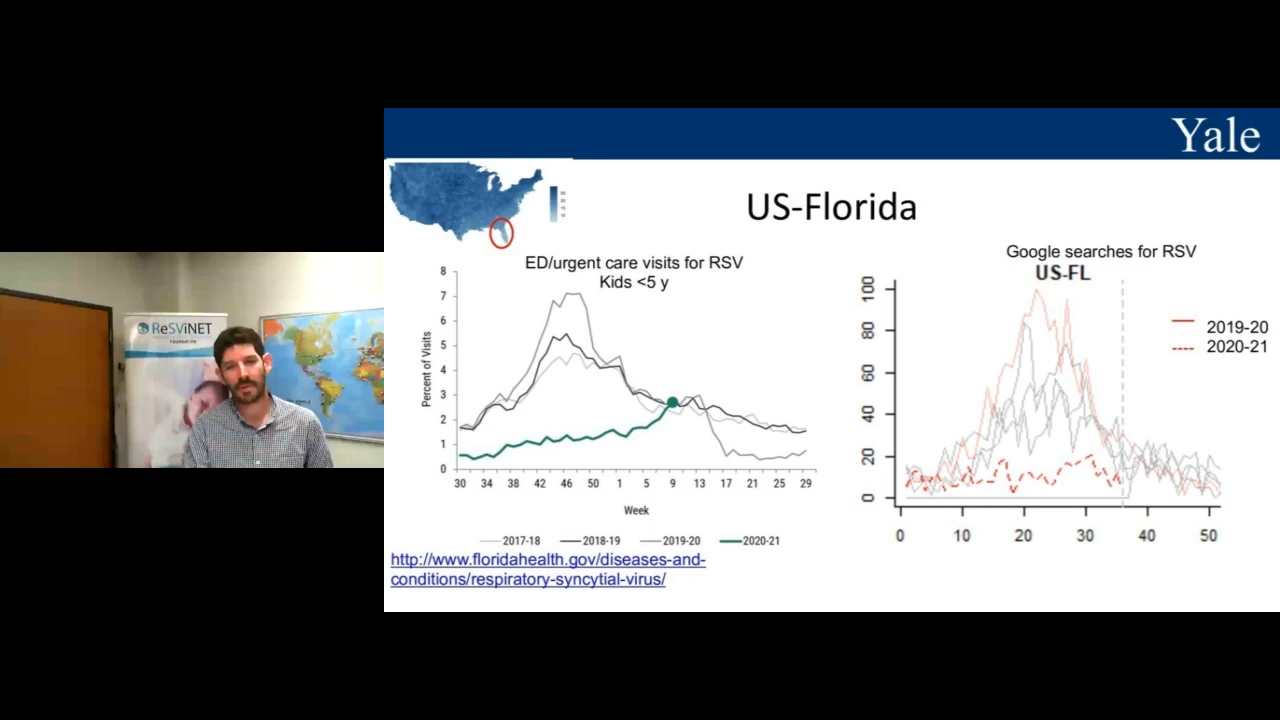 Yale
US-Florida
ED/urgent care visits for RSV
Kids <5 y
8
7
6
5
4
3
2
1
0
Percent of Visits
30 34 38 42 46 50 1 5 9 13 17 21 25 29
Week
2017-18 2018-19 2019-20 2020-21
http://www.floridahealth.gov/diseases-and-
conditions/respiratory-syncytial-virus/
Google searches for RSV
US-FL
100
80
60
40
20
0
0 10 20 30 40 50
2019-20
2020-21
ReSViNET
FOUNDATION